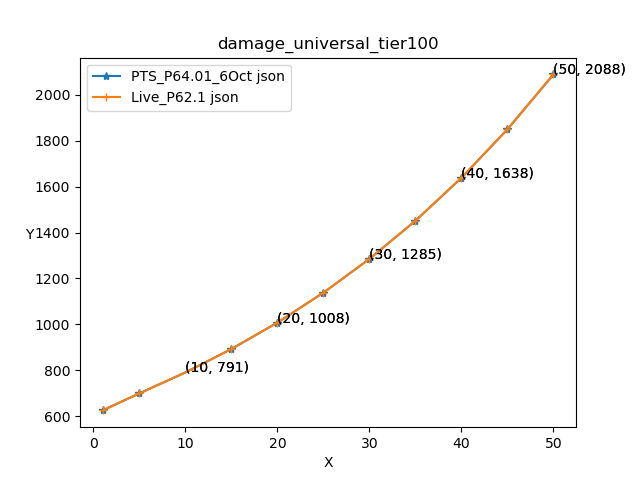 damage_universal_tier100
PTS_P64.01_6Oct json
Live_P62.1 json
(50, 2088)
(40, 1638)
(30, 1285)
(20, 1008)
(10, 791)
Y
2000
1800
1600
1400
1200
1000
800
600
0 10 20 30 40 50
X